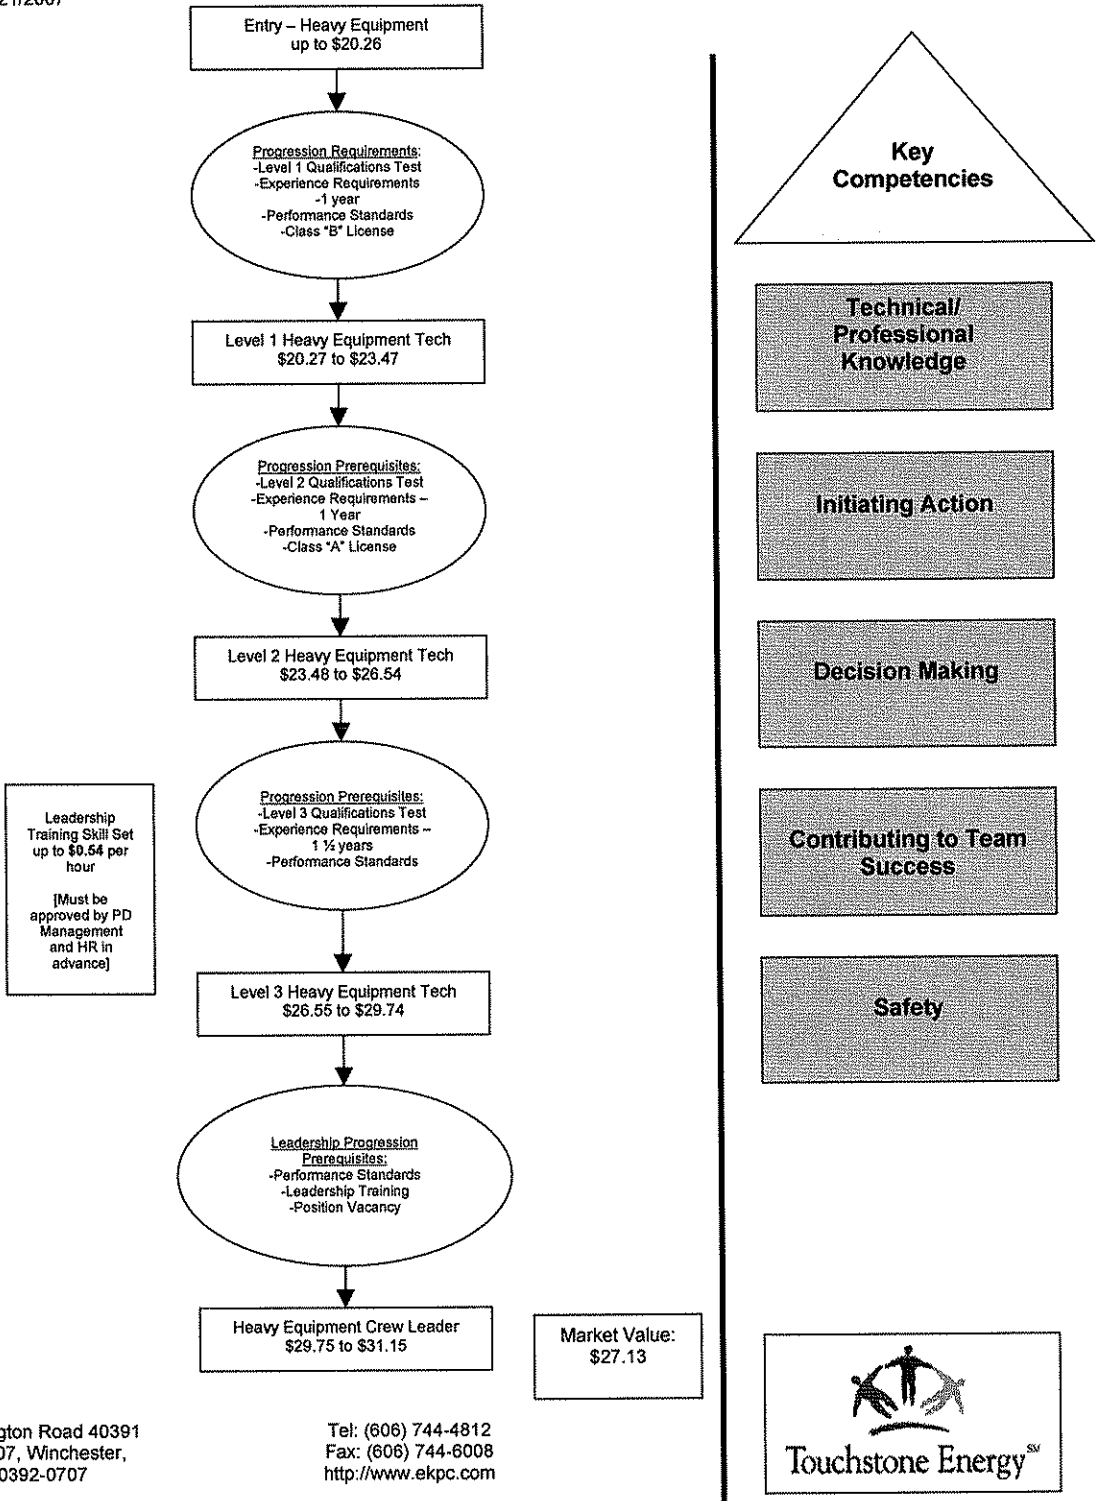 Entry – Heavy Equipment
up to $20.26
Progression Requirements:
-Level 1 Qualifications Test
-Experience Requirements
-1 year
-Performance Standards
-Class "B" License
Level 1 Heavy Equipment Tech
$20.27 to $23.47
Progression Prerequisites:
-Level 2 Qualifications Test
-Experience Requirements –
1 Year
-Performance Standards
-Class "A" License
Level 2 Heavy Equipment Tech
$23.48 to $26.54
Progression Prerequisites:
-Level 3 Qualifications Test
-Experience Requirements –
1 ½ years
-Performance Standards
Leadership
Training Skill Set
up to $0.54 per
hour
[Must be
approved by PD
Management
and HR in
advance]
Level 3 Heavy Equipment Tech
$26.55 to $29.74
Leadership Progression
Prerequisites:
-Performance Standards
-Leadership Training
-Position Vacancy
Heavy Equipment Crew Leader
$29.75 to $31.15
Market Value:
$27.13
Key
Competencies
Technical/
Professional
Knowledge
Initiating Action
Decision Making
Contributing to Team
Success
Safety
Touchstone Energy℠
gton Road 40391
07, Winchester,
0392-0707
Tel: (606) 744-4812
Fax: (606) 744-6008
http://www.ekpc.com